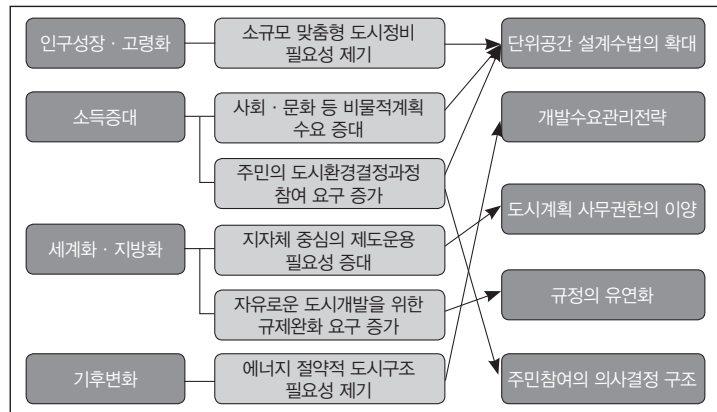 인구성장 · 고령화
소규모 맞춤형 도시정비
필요성 제기
단위공간 설계수법의 확대
소득증대
사회 · 문화 등 비물적계획
수요 증대
개발수요관리전략
주민의 도시환경결정과정
참여 요구 증가
도시계획 사무권한의 이양
세계화 · 지방화
지자체 중심의 제도운용
필요성 증대
자유로운 도시개발을 위한
규제완화 요구 증가
규정의 유연화
기후변화
에너지 절약적 도시구조
필요성 제기
주민참여의 의사결정 구조